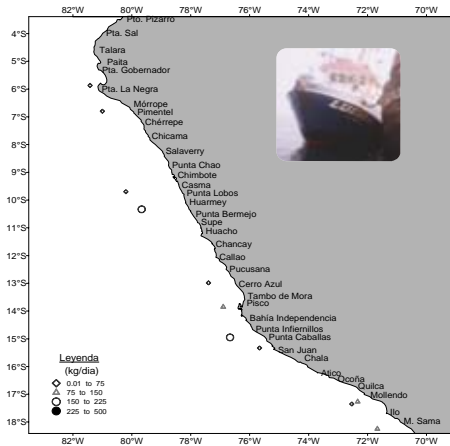 82°W 80°W 78°W 76°W 74°W 72°W 70°W
Pto. Pizarro
4°S
Pta. Sal
Talara
5°S
Paita
Pta. Gobernador
6°S
Pta. La Negra
Mórrope
7°S
Pimentel
Chérrepe
Chicama
8°S
Salaverry
Punta Chao
9°S
Chimbote
Casma
Punta Lobos
10°S
Huarmey
Punta Bermejo
Supe
11°S
Huacho
Chancay
12°S
Callao
Pucusana
13°S
Cerro Azul
Tambo de Mora
Pisco
14°S
Bahía Independencia
Punta Infiernillos
15°S
Punta Caballas
San Juan
Chala
16°S
Atico
Ocoña
Quilca
17°S
Mollendo
Ilo
M. Sama
18°S
Leyenda
(kg/dia)
0.01 to 75
75 to 150
150 to 225
225 to 500
82°W 80°W 78°W 76°W 74°W 72°W 70°W